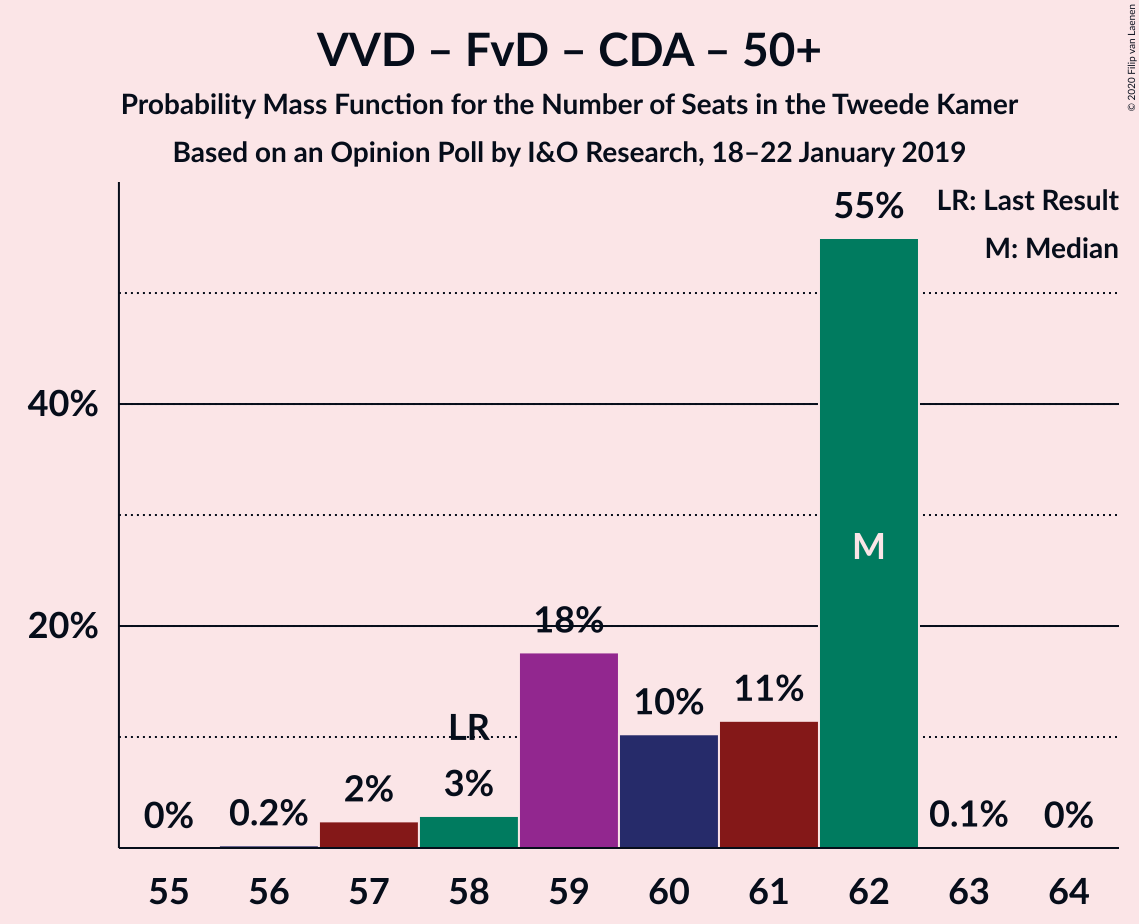 VVD – FvD – CDA – 50+
Probability Mass Function for the Number of Seats in the Tweede Kamer
Based on an Opinion Poll by I&O Research, 18–22 January 2019
© 2020 Filip van Laenen
LR: Last Result
M: Median
55%
40%
M
20%
18%
11%
10%
LR
3%
2%
0.2%
0%
0.1%
0%
55 56 57 58 59 60 61 62 63 64